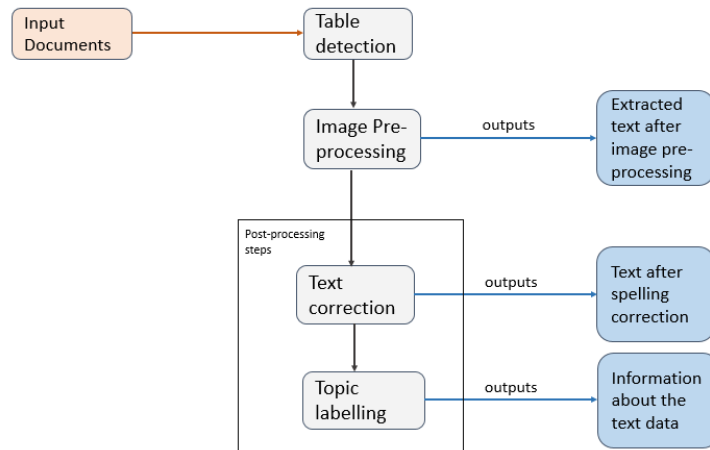 Input
Documents
Table
detection
Image Pre-
processing
outputs
Extracted
text after
image pre-
processing
Post-processing
steps
Text
correction
outputs
Text after
spelling
correction
Topic
labelling
outputs
Information
about the
text data